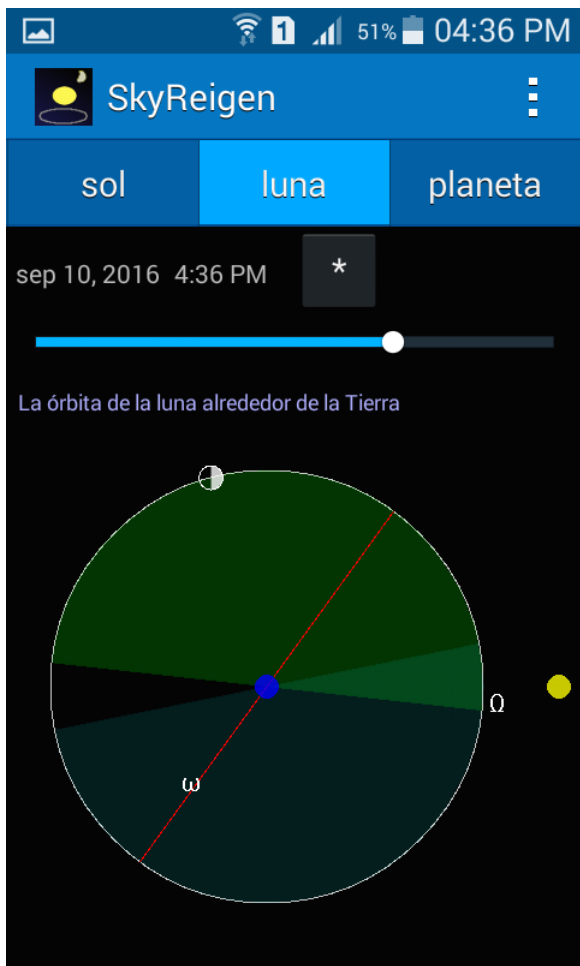 1 51% 04:36 PM
SkyReigen
sol luna planeta
sep 10, 2016 4:36 PM *
La órbita de la luna alrededor de la Tierra
Ω
ω